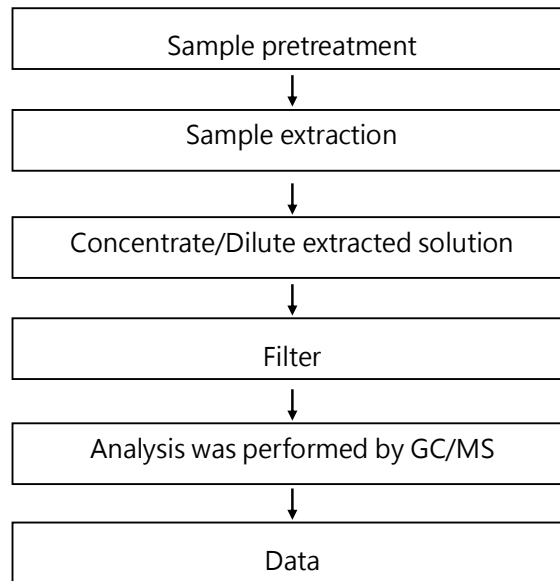 Sample pretreatment
Sample extraction
Concentrate/Dilute extracted solution
Filter
Analysis was performed by GC/MS
Data